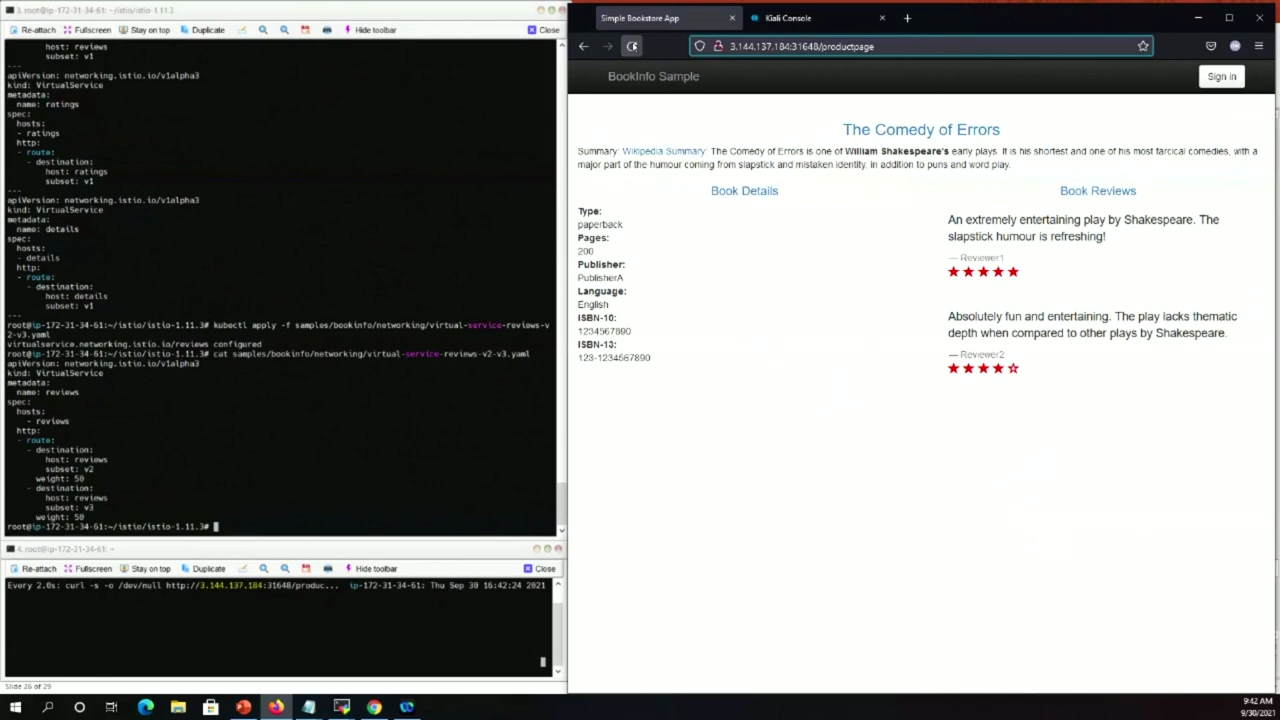 3. root@ip-172-31-34-61: ~/istio/istio-1.11.3
Re-attach Fullscreen Stay on top Duplicate Hide toolbar Close
host: reviews
subset: v1
---
apiVersion: networking.istio.io/v1alpha3
kind: VirtualService
metadata:
name: ratings
spec:
hosts:
- ratings
http:
- route:
- destination:
host: ratings
subset: v1
---
apiVersion: networking.istio.io/v1alpha3
kind: VirtualService
metadata:
name: details
spec:
hosts:
- details
http:
- route:
- destination:
host: details
subset: v1
---
root@ip-172-31-34-61:~/istio/istio-1.11.3# kubectl apply -f samples/bookinfo/networking/virtual-service-reviews-v
2-v3.yaml
virtualservice.networking.istio.io/reviews configured
root@ip-172-31-34-61:~/istio/istio-1.11.3# cat samples/bookinfo/networking/virtual-service-reviews-v2-v3.yaml
apiVersion: networking.istio.io/v1alpha3
kind: VirtualService
metadata:
name: reviews
spec:
hosts:
- reviews
http:
- route:
- destination:
host: reviews
subset: v2
weight: 50
- destination:
host: reviews
subset: v3
weight: 50
root@ip-172-31-34-61:~/istio/istio-1.11.3#
4. root@ip-172-31-34-61: ~
Re-attach Fullscreen Stay on top Duplicate Hide toolbar Close
Every 2.0s: curl -s -o /dev/null http://3.144.137.184:31648/produc... ip-172-31-34-61: Thu Sep 30 16:42:24 2021
Slide 26 of 29
Simple Bookstore App
Kiali Console
3.144.137.184:31648/productpage
BookInfo Sample
Sign in
The Comedy of Errors
Summary: Wikipedia Summary: The Comedy of Errors is one of William Shakespeare's early plays. It is his shortest and one of his most farcical comedies, with a
major part of the humour coming from slapstick and mistaken identity, in addition to puns and word play.
Book Details
Type:
paperback
Pages:
200
Publisher:
PublisherA
Language:
English
ISBN-10:
1234567890
ISBN-13:
123-1234567890
Book Reviews
An extremely entertaining play by Shakespeare. The
slapstick humour is refreshing!
— Reviewer1
Absolutely fun and entertaining. The play lacks thematic
depth when compared to other plays by Shakespeare.
— Reviewer2
9:42 AM
9/30/2021